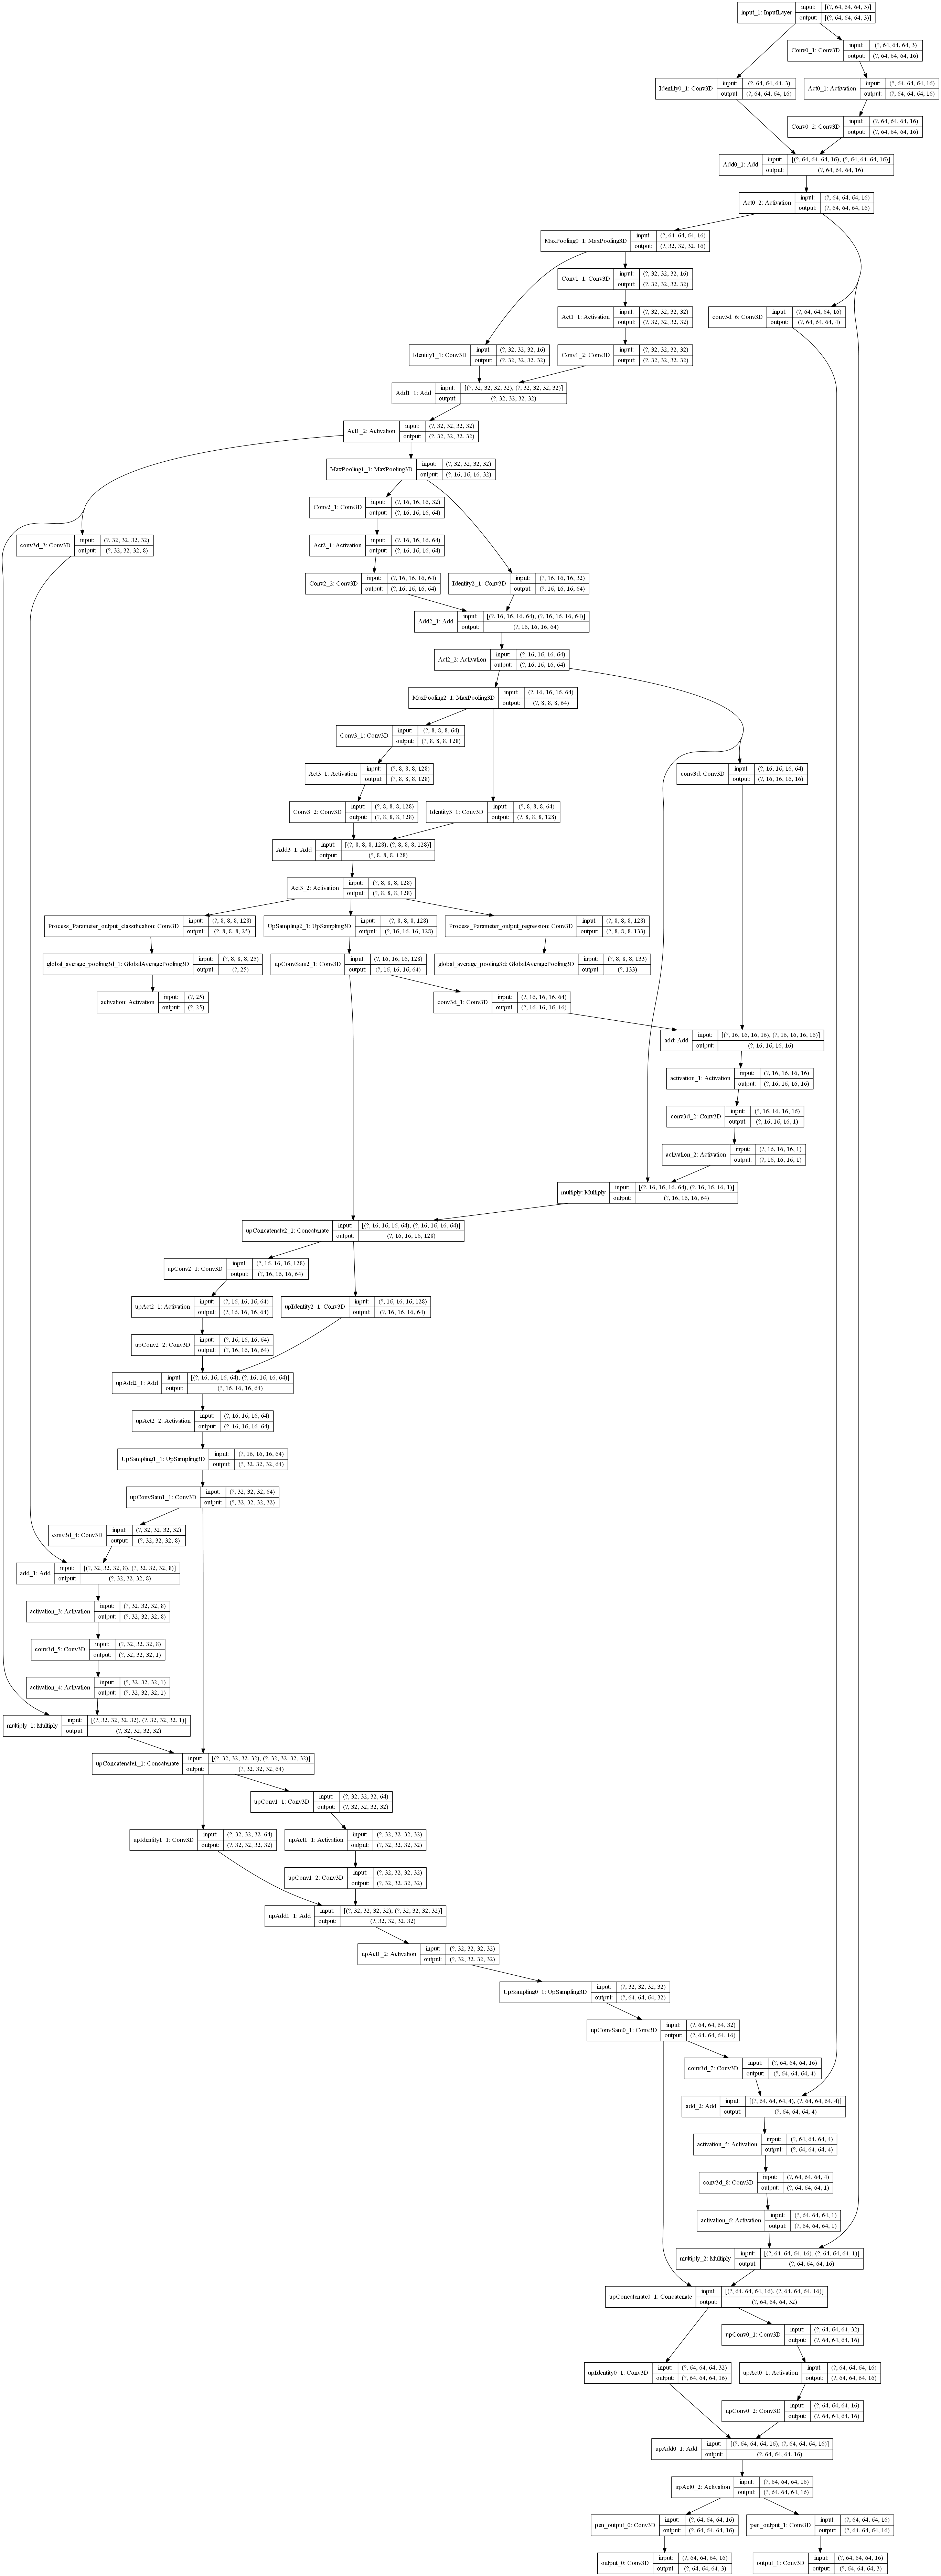 input_1: InputLayer
input: [(?, 64, 64, 64, 3)]
output: [(?, 64, 64, 64, 3)]
Conv0_1: Conv3D
input: (?, 64, 64, 64, 3)
output: (?, 64, 64, 64, 16)
Identity0_1: Conv3D
input: (?, 64, 64, 64, 3)
output: (?, 64, 64, 64, 16)
Act0_1: Activation
input: (?, 64, 64, 64, 16)
output: (?, 64, 64, 64, 16)
Conv0_2: Conv3D
input: (?, 64, 64, 64, 16)
output: (?, 64, 64, 64, 16)
Add0_1: Add
input: [(?, 64, 64, 64, 16), (?, 64, 64, 64, 16)]
output: (?, 64, 64, 64, 16)
Act0_2: Activation
input: (?, 64, 64, 64, 16)
output: (?, 64, 64, 64, 16)
MaxPooling0_1: MaxPooling3D
input: (?, 64, 64, 64, 16)
output: (?, 32, 32, 32, 16)
Conv1_1: Conv3D
input: (?, 32, 32, 32, 16)
output: (?, 32, 32, 32, 32)
Act1_1: Activation
input: (?, 32, 32, 32, 32)
output: (?, 32, 32, 32, 32)
conv3d_6: Conv3D
input: (?, 64, 64, 64, 16)
output: (?, 64, 64, 64, 4)
Identity1_1: Conv3D
input: (?, 32, 32, 32, 16)
output: (?, 32, 32, 32, 32)
Conv1_2: Conv3D
input: (?, 32, 32, 32, 32)
output: (?, 32, 32, 32, 32)
Add1_1: Add
input: [(?, 32, 32, 32, 32), (?, 32, 32, 32, 32)]
output: (?, 32, 32, 32, 32)
Act1_2: Activation
input: (?, 32, 32, 32, 32)
output: (?, 32, 32, 32, 32)
MaxPooling1_1: MaxPooling3D
input: (?, 32, 32, 32, 32)
output: (?, 16, 16, 16, 32)
Conv2_1: Conv3D
input: (?, 16, 16, 16, 32)
output: (?, 16, 16, 16, 64)
conv3d_3: Conv3D
input: (?, 32, 32, 32, 32)
output: (?, 32, 32, 32, 8)
Act2_1: Activation
input: (?, 16, 16, 16, 64)
output: (?, 16, 16, 16, 64)
Conv2_2: Conv3D
input: (?, 16, 16, 16, 64)
output: (?, 16, 16, 16, 64)
Identity2_1: Conv3D
input: (?, 16, 16, 16, 32)
output: (?, 16, 16, 16, 64)
Add2_1: Add
input: [(?, 16, 16, 16, 64), (?, 16, 16, 16, 64)]
output: (?, 16, 16, 16, 64)
Act2_2: Activation
input: (?, 16, 16, 16, 64)
output: (?, 16, 16, 16, 64)
MaxPooling2_1: MaxPooling3D
input: (?, 16, 16, 16, 64)
output: (?, 8, 8, 8, 64)
Conv3_1: Conv3D
input: (?, 8, 8, 8, 64)
output: (?, 8, 8, 8, 128)
Act3_1: Activation
input: (?, 8, 8, 8, 128)
output: (?, 8, 8, 8, 128)
conv3d: Conv3D
input: (?, 16, 16, 16, 64)
output: (?, 16, 16, 16, 16)
Conv3_2: Conv3D
input: (?, 8, 8, 8, 128)
output: (?, 8, 8, 8, 128)
Identity3_1: Conv3D
input: (?, 8, 8, 8, 64)
output: (?, 8, 8, 8, 128)
Add3_1: Add
input: [(?, 8, 8, 8, 128), (?, 8, 8, 8, 128)]
output: (?, 8, 8, 8, 128)
Act3_2: Activation
input: (?, 8, 8, 8, 128)
output: (?, 8, 8, 8, 128)
Process_Parameter_output_classification: Conv3D
input: (?, 8, 8, 8, 128)
output: (?, 8, 8, 8, 25)
UpSampling2_1: UpSampling3D
input: (?, 8, 8, 8, 128)
output: (?, 16, 16, 16, 128)
Process_Parameter_output_regression: Conv3D
input: (?, 8, 8, 8, 128)
output: (?, 8, 8, 8, 133)
global_average_pooling3d_1: GlobalAveragePooling3D
input: (?, 8, 8, 8, 25)
output: (?, 25)
upConvSam2_1: Conv3D
input: (?, 16, 16, 16, 128)
output: (?, 16, 16, 16, 64)
global_average_pooling3d: GlobalAveragePooling3D
input: (?, 8, 8, 8, 133)
output: (?, 133)
activation: Activation
input: (?, 25)
output: (?, 25)
conv3d_1: Conv3D
input: (?, 16, 16, 16, 64)
output: (?, 16, 16, 16, 16)
add: Add
input: [(?, 16, 16, 16, 16), (?, 16, 16, 16, 16)]
output: (?, 16, 16, 16, 16)
activation_1: Activation
input: (?, 16, 16, 16, 16)
output: (?, 16, 16, 16, 16)
conv3d_2: Conv3D
input: (?, 16, 16, 16, 16)
output: (?, 16, 16, 16, 1)
activation_2: Activation
input: (?, 16, 16, 16, 1)
output: (?, 16, 16, 16, 1)
multiply: Multiply
input: [(?, 16, 16, 16, 64), (?, 16, 16, 16, 1)]
output: (?, 16, 16, 16, 64)
upConcatenate2_1: Concatenate
input: [(?, 16, 16, 16, 64), (?, 16, 16, 16, 64)]
output: (?, 16, 16, 16, 128)
upConv2_1: Conv3D
input: (?, 16, 16, 16, 128)
output: (?, 16, 16, 16, 64)
upAct2_1: Activation
input: (?, 16, 16, 16, 64)
output: (?, 16, 16, 16, 64)
upIdentity2_1: Conv3D
input: (?, 16, 16, 16, 128)
output: (?, 16, 16, 16, 64)
upConv2_2: Conv3D
input: (?, 16, 16, 16, 64)
output: (?, 16, 16, 16, 64)
upAdd2_1: Add
input: [(?, 16, 16, 16, 64), (?, 16, 16, 16, 64)]
output: (?, 16, 16, 16, 64)
upAct2_2: Activation
input: (?, 16, 16, 16, 64)
output: (?, 16, 16, 16, 64)
UpSampling1_1: UpSampling3D
input: (?, 16, 16, 16, 64)
output: (?, 32, 32, 32, 64)
upConvSam1_1: Conv3D
input: (?, 32, 32, 32, 64)
output: (?, 32, 32, 32, 32)
conv3d_4: Conv3D
input: (?, 32, 32, 32, 32)
output: (?, 32, 32, 32, 8)
add_1: Add
input: [(?, 32, 32, 32, 8), (?, 32, 32, 32, 8)]
output: (?, 32, 32, 32, 8)
activation_3: Activation
input: (?, 32, 32, 32, 8)
output: (?, 32, 32, 32, 8)
conv3d_5: Conv3D
input: (?, 32, 32, 32, 8)
output: (?, 32, 32, 32, 1)
activation_4: Activation
input: (?, 32, 32, 32, 1)
output: (?, 32, 32, 32, 1)
multiply_1: Multiply
input: [(?, 32, 32, 32, 32), (?, 32, 32, 32, 1)]
output: (?, 32, 32, 32, 32)
upConcatenate1_1: Concatenate
input: [(?, 32, 32, 32, 32), (?, 32, 32, 32, 32)]
output: (?, 32, 32, 32, 64)
upConv1_1: Conv3D
input: (?, 32, 32, 32, 64)
output: (?, 32, 32, 32, 32)
upIdentity1_1: Conv3D
input: (?, 32, 32, 32, 64)
output: (?, 32, 32, 32, 32)
upAct1_1: Activation
input: (?, 32, 32, 32, 32)
output: (?, 32, 32, 32, 32)
upConv1_2: Conv3D
input: (?, 32, 32, 32, 32)
output: (?, 32, 32, 32, 32)
upAdd1_1: Add
input: [(?, 32, 32, 32, 32), (?, 32, 32, 32, 32)]
output: (?, 32, 32, 32, 32)
upAct1_2: Activation
input: (?, 32, 32, 32, 32)
output: (?, 32, 32, 32, 32)
UpSampling0_1: UpSampling3D
input: (?, 32, 32, 32, 32)
output: (?, 64, 64, 64, 32)
upConvSam0_1: Conv3D
input: (?, 64, 64, 64, 32)
output: (?, 64, 64, 64, 16)
conv3d_7: Conv3D
input: (?, 64, 64, 64, 16)
output: (?, 64, 64, 64, 4)
add_2: Add
input: [(?, 64, 64, 64, 4), (?, 64, 64, 64, 4)]
output: (?, 64, 64, 64, 4)
activation_5: Activation
input: (?, 64, 64, 64, 4)
output: (?, 64, 64, 64, 4)
conv3d_8: Conv3D
input: (?, 64, 64, 64, 4)
output: (?, 64, 64, 64, 1)
activation_6: Activation
input: (?, 64, 64, 64, 1)
output: (?, 64, 64, 64, 1)
multiply_2: Multiply
input: [(?, 64, 64, 64, 16), (?, 64, 64, 64, 1)]
output: (?, 64, 64, 64, 16)
upConcatenate0_1: Concatenate
input: [(?, 64, 64, 64, 16), (?, 64, 64, 64, 16)]
output: (?, 64, 64, 64, 32)
upConv0_1: Conv3D
input: (?, 64, 64, 64, 32)
output: (?, 64, 64, 64, 16)
upIdentity0_1: Conv3D
input: (?, 64, 64, 64, 32)
output: (?, 64, 64, 64, 16)
upAct0_1: Activation
input: (?, 64, 64, 64, 16)
output: (?, 64, 64, 64, 16)
upConv0_2: Conv3D
input: (?, 64, 64, 64, 16)
output: (?, 64, 64, 64, 16)
upAdd0_1: Add
input: [(?, 64, 64, 64, 16), (?, 64, 64, 64, 16)]
output: (?, 64, 64, 64, 16)
upAct0_2: Activation
input: (?, 64, 64, 64, 16)
output: (?, 64, 64, 64, 16)
pen_output_0: Conv3D
input: (?, 64, 64, 64, 16)
output: (?, 64, 64, 64, 16)
pen_output_1: Conv3D
input: (?, 64, 64, 64, 16)
output: (?, 64, 64, 64, 16)
output_0: Conv3D
input: (?, 64, 64, 64, 16)
output: (?, 64, 64, 64, 3)
output_1: Conv3D
input: (?, 64, 64, 64, 16)
output: (?, 64, 64, 64, 3)